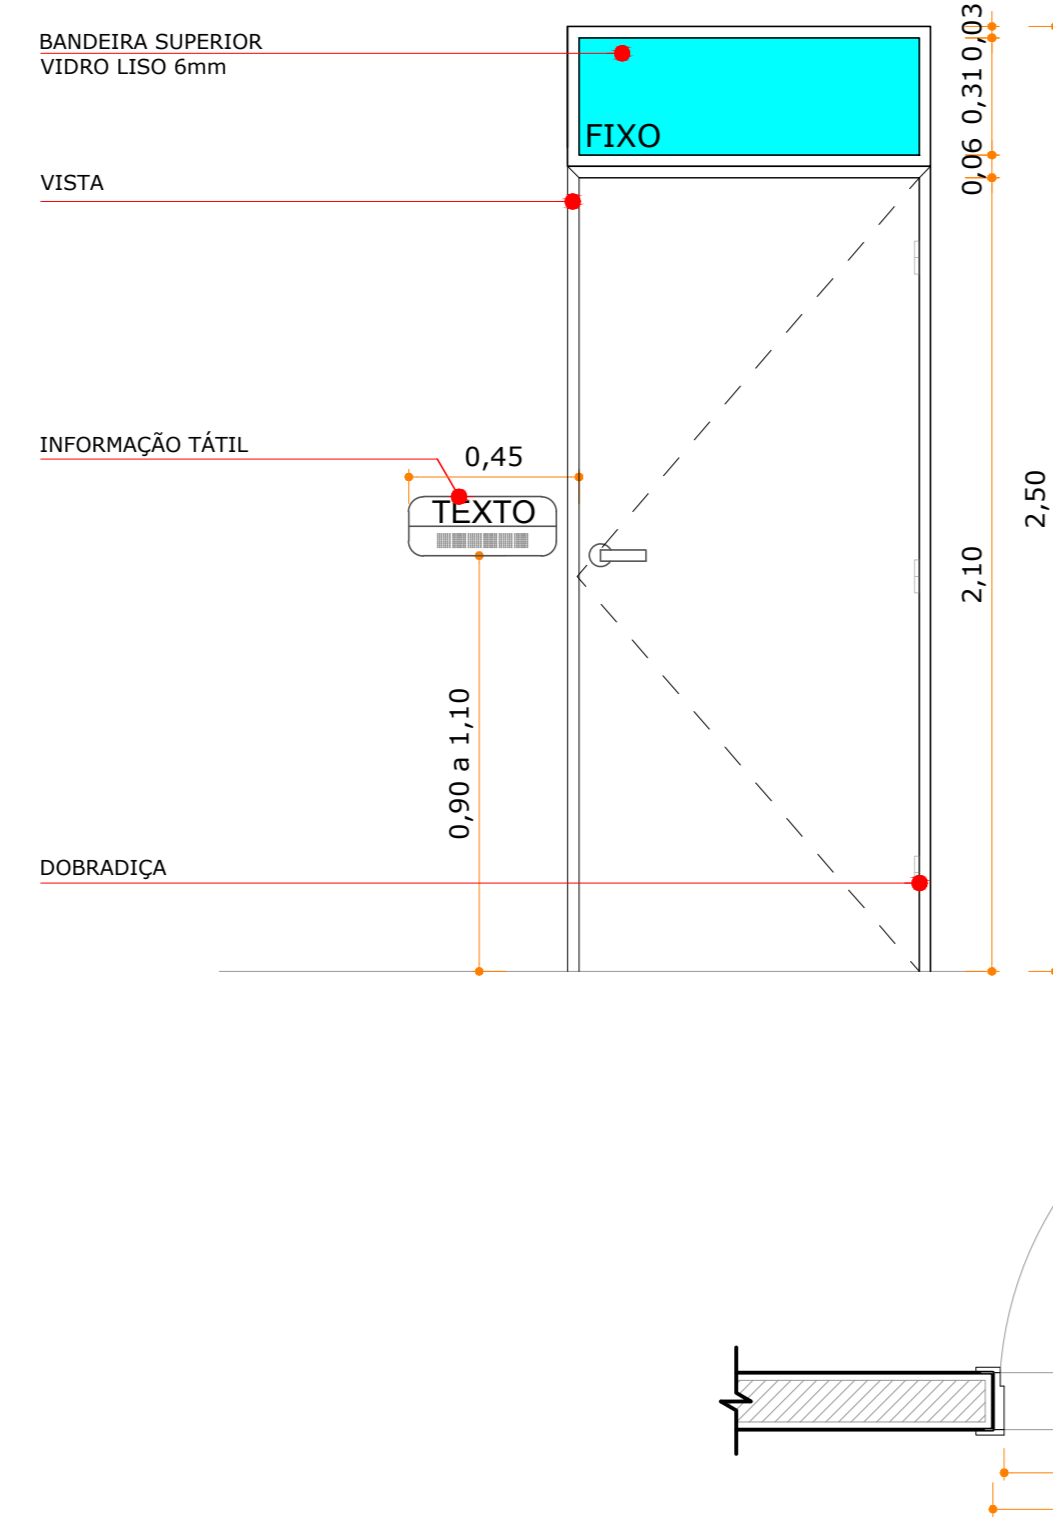 BANDEIRA SUPERIOR
VIDRO LISO 6mm
FIXO
0,03
0,31
0,06
VISTA
INFORMAÇÃO TÁTIL
0,45
TEXTO
2,50
2,10
0,90 a 1,10
DOBRADIÇA